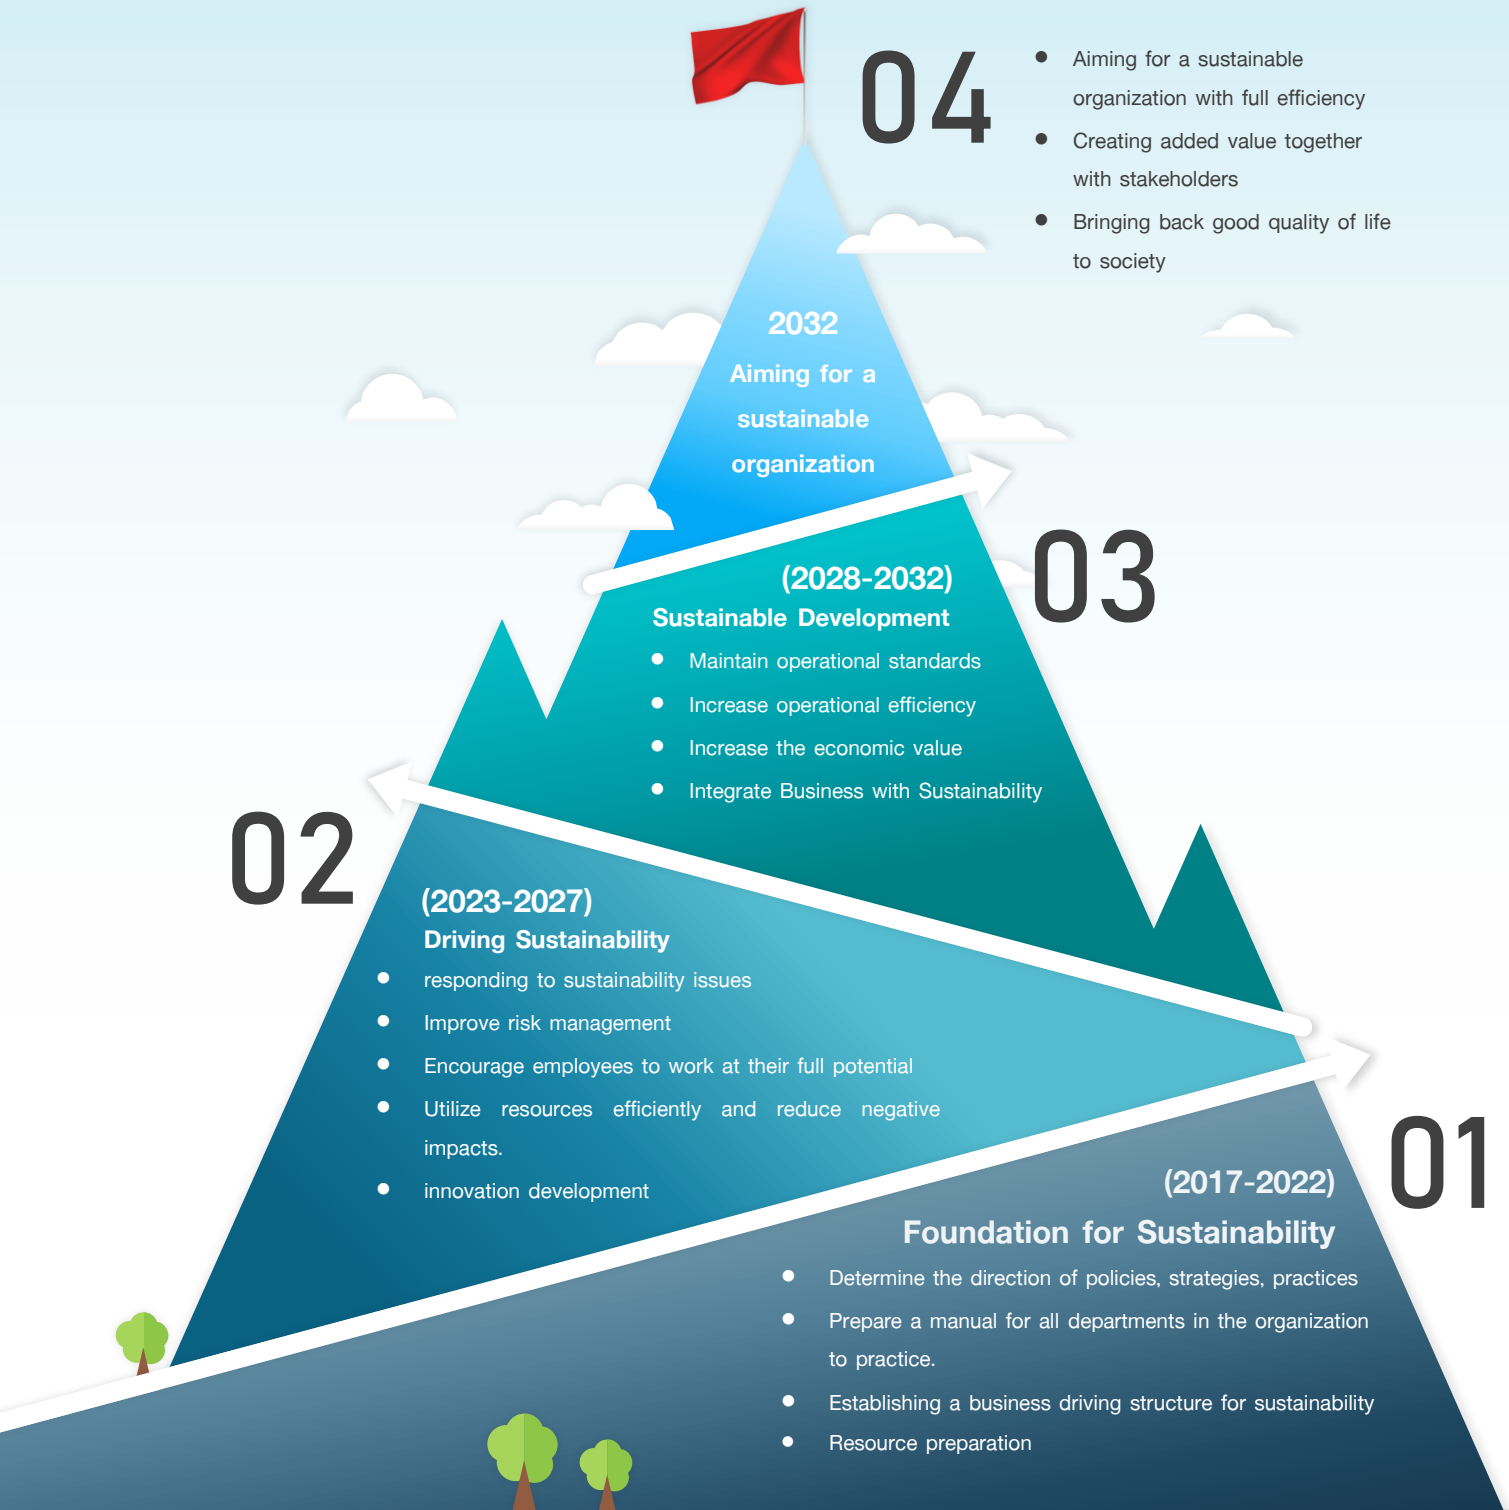 04
Aiming for a sustainable
organization with full efficiency
Creating added value together
with stakeholders
Bringing back good quality of life
to society
2032
Aiming for a
sustainable
organization
03
(2028-2032)
Sustainable Development
Maintain operational standards
Increase operational efficiency
Increase the economic value
Integrate Business with Sustainability
02
(2023-2027)
Driving Sustainability
responding to sustainability issues
Improve risk management
Encourage employees to work at their full potential
Utilize resources efficiently and reduce negative
impacts.
innovation development
01
(2017-2022)
Foundation for Sustainability
Determine the direction of policies, strategies, practices
Prepare a manual for all departments in the organization
to practice.
Establishing a business driving structure for sustainability
Resource preparation